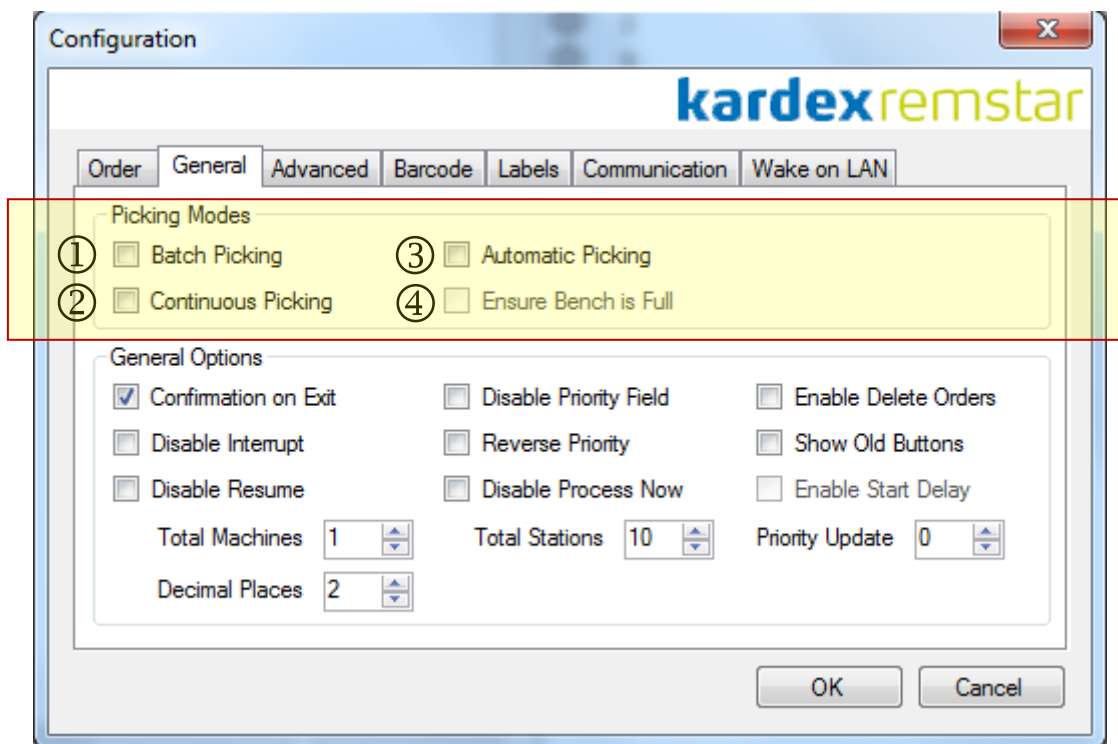 Configuration
x
kardexremstar
Order General Advanced Barcode Labels Communication Wake on LAN
Picking Modes
① Batch Picking ③ Automatic Picking
② Continuous Picking ④ Ensure Bench is Full
General Options
Confirmation on Exit Disable Priority Field Enable Delete Orders
Disable Interrupt Reverse Priority Show Old Buttons
Disable Resume Disable Process Now Enable Start Delay
Total Machines 1 Total Stations 10 Priority Update 0
Decimal Places 2
OK Cancel